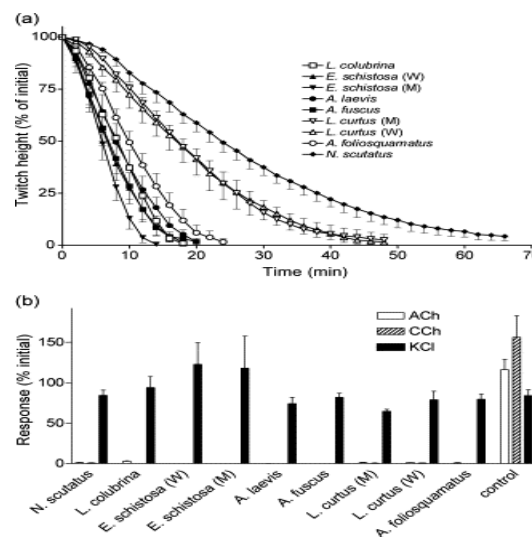 (a)
Twitch height (% of initial)
100
75
50
25
0
0 10 20 30 40 50 60 70
Time (min)
L. colubrina
E. schistosa (W)
E. schistosa (M)
A. laevis
A. fuscus
L. curtus (M)
L. curtus (W)
A. foliosquamatus
N. scutatus
(b)
Response (% initial)
150
100
50
0
ACh
CCh
KCl
N. scutatus
L. colubrina
E. schistosa (W)
E. schistosa (M)
A. laevis
A. fuscus
L. curtus (M)
L. curtus (W)
A. foliosquamatus
control